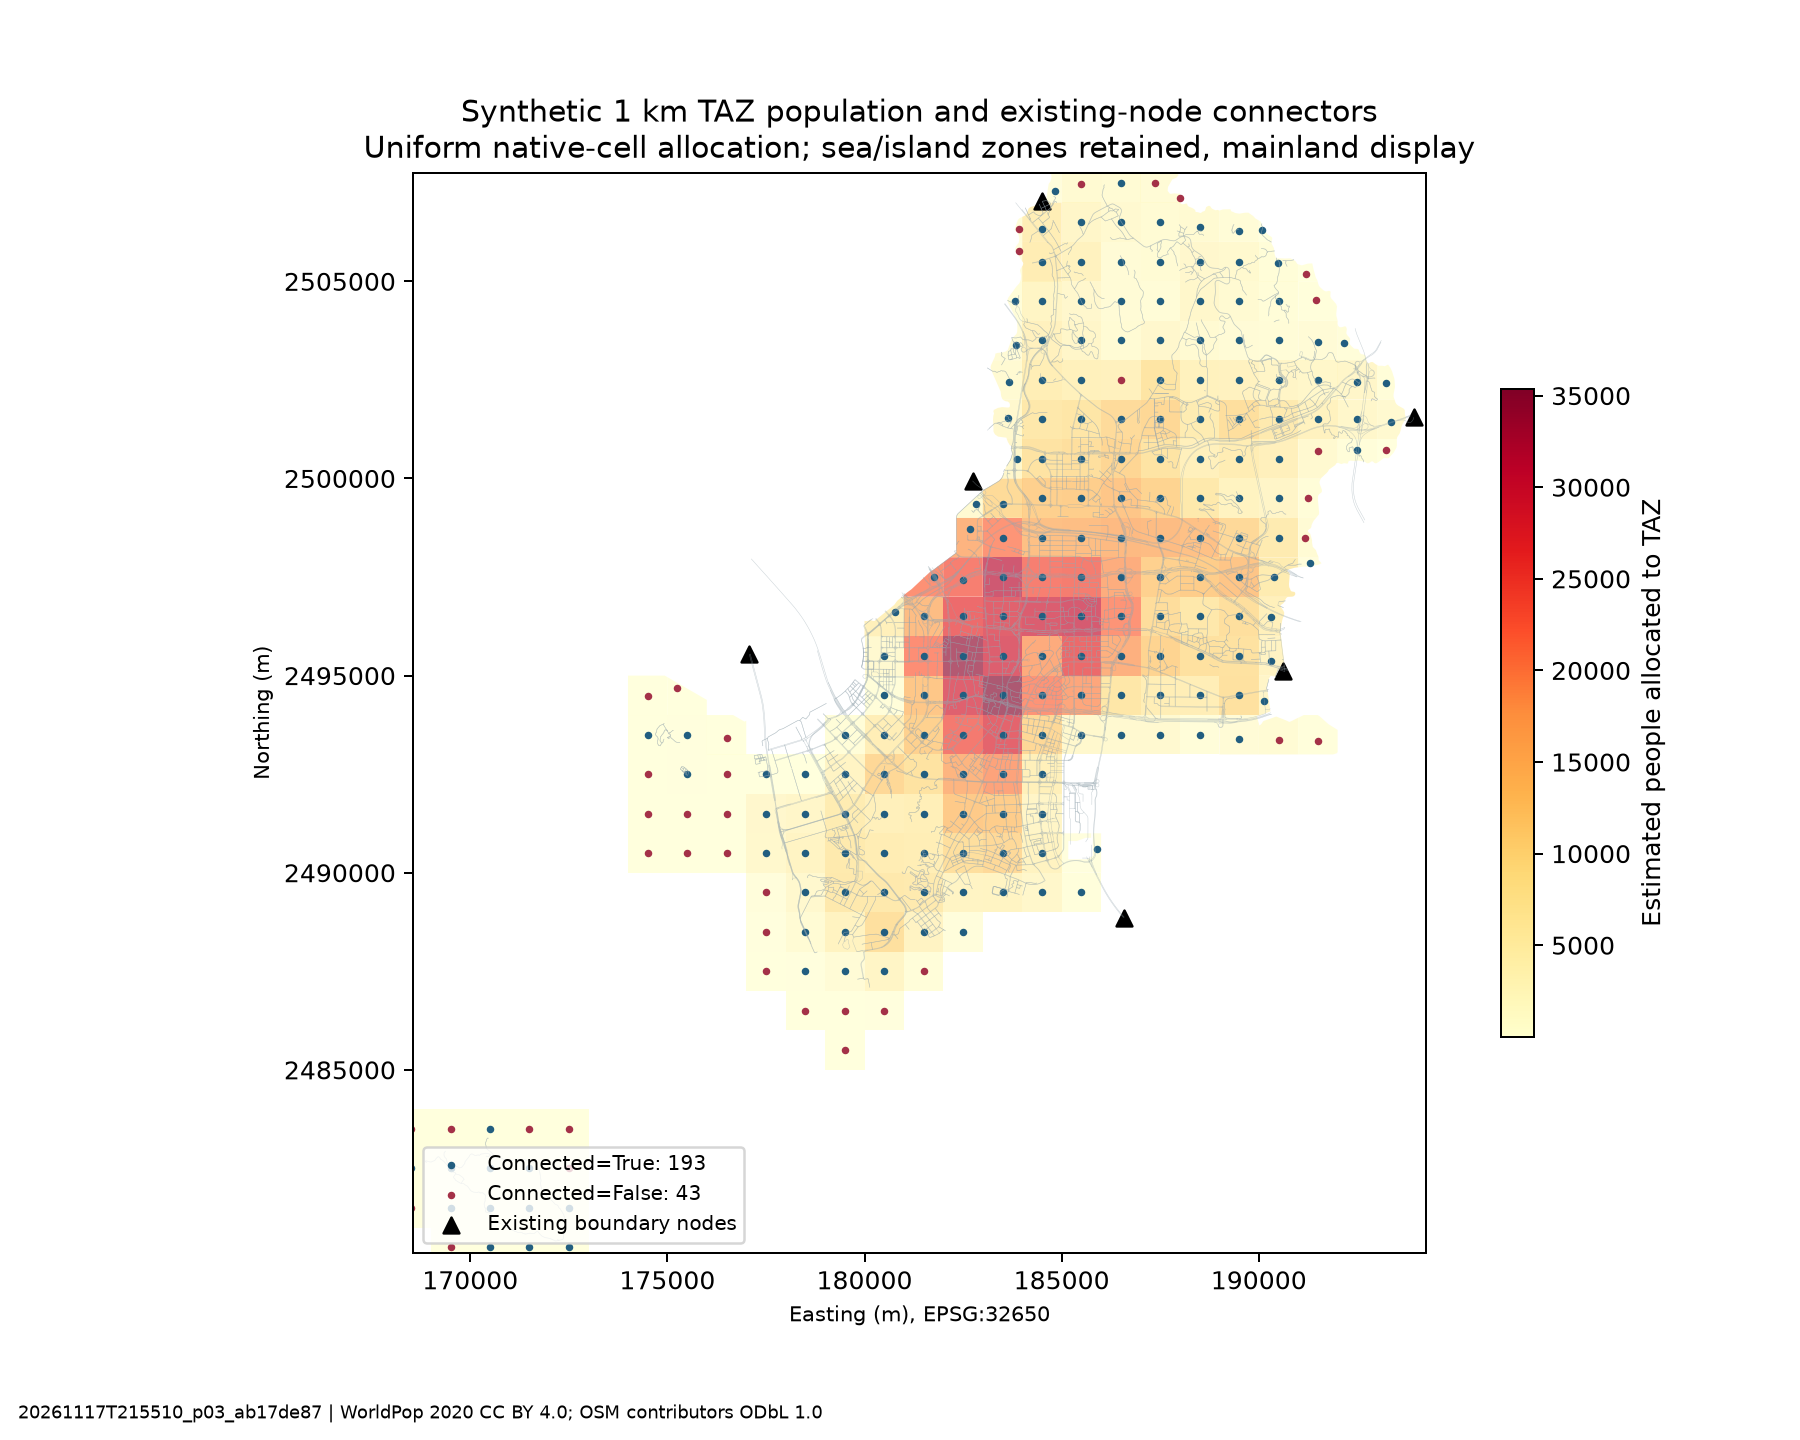 Synthetic 1 km TAZ population and existing-node connectors
Uniform native-cell allocation; sea/island zones retained, mainland display
2505000
2500000
2495000
2490000
2485000
Northing (m)
170000
175000
180000
185000
190000
Easting (m), EPSG:32650
Connected=True: 193
Connected=False: 43
Existing boundary nodes
35000
30000
25000
20000
15000
10000
5000
Estimated people allocated to TAZ
20261117T215510_p03_ab17de87 | WorldPop 2020 CC BY 4.0; OSM contributors ODbL 1.0